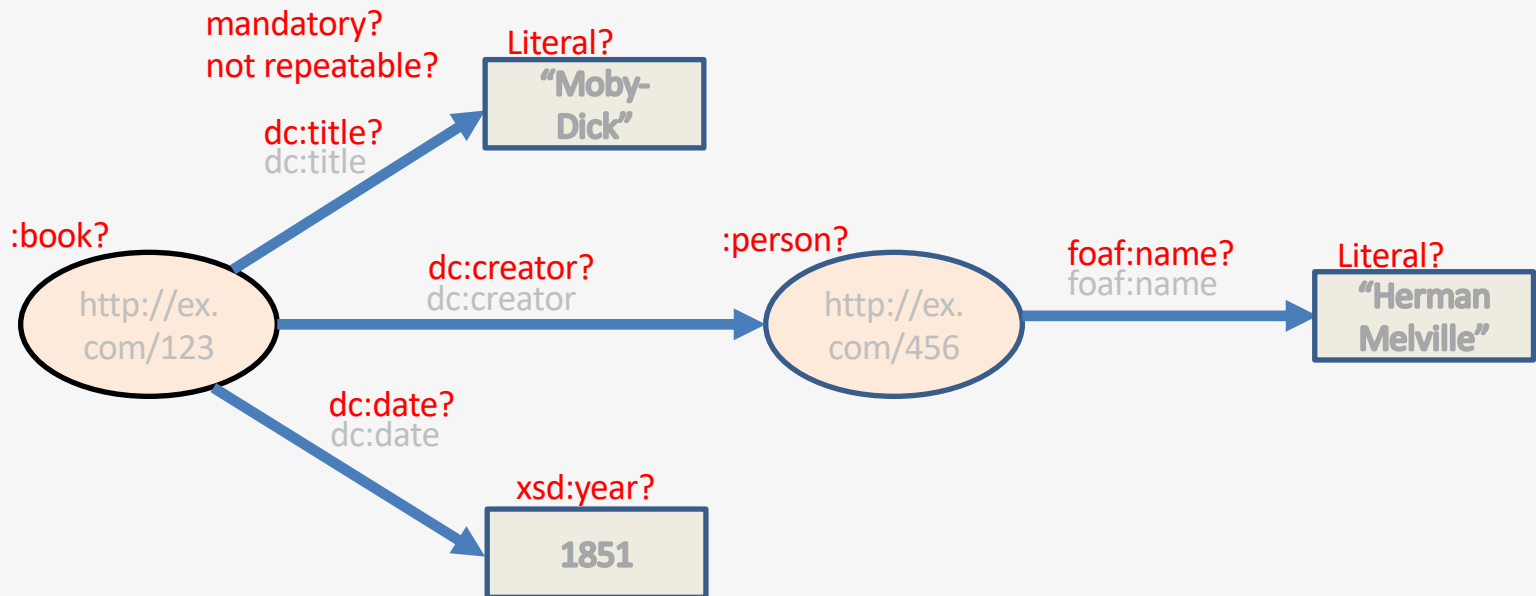 mandatory?
not repeatable?
Literal?
“Moby-
Dick”
dc:title?
dc:title
:book?
http://ex.
com/123
dc:creator?
dc:creator
:person?
http://ex.
com/456
foaf:name?
foaf:name
Literal?
“Herman
Melville”
dc:date?
dc:date
xsd:year?
1851